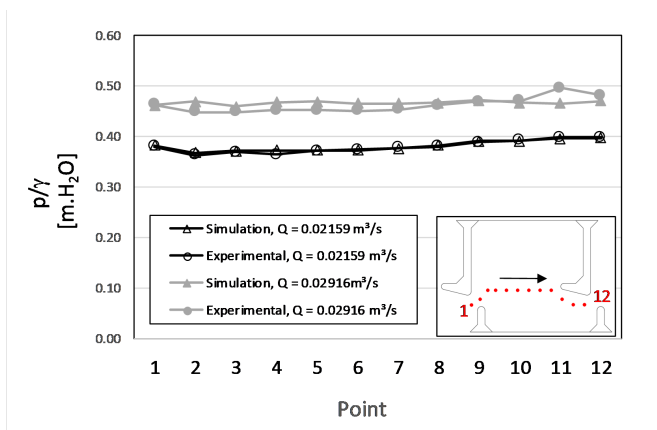 0.60
0.50
0.40
0.30
0.20
0.10
0.00
p/γ
[m.H₂O]
Simulation, Q = 0.02159 m³/s
Experimental, Q = 0.02159 m³/s
Simulation, Q = 0.02916m³/s
Experimental, Q = 0.02916 m³/s
1
12
1 2 3 4 5 6 7 8 9 10 11 12
Point